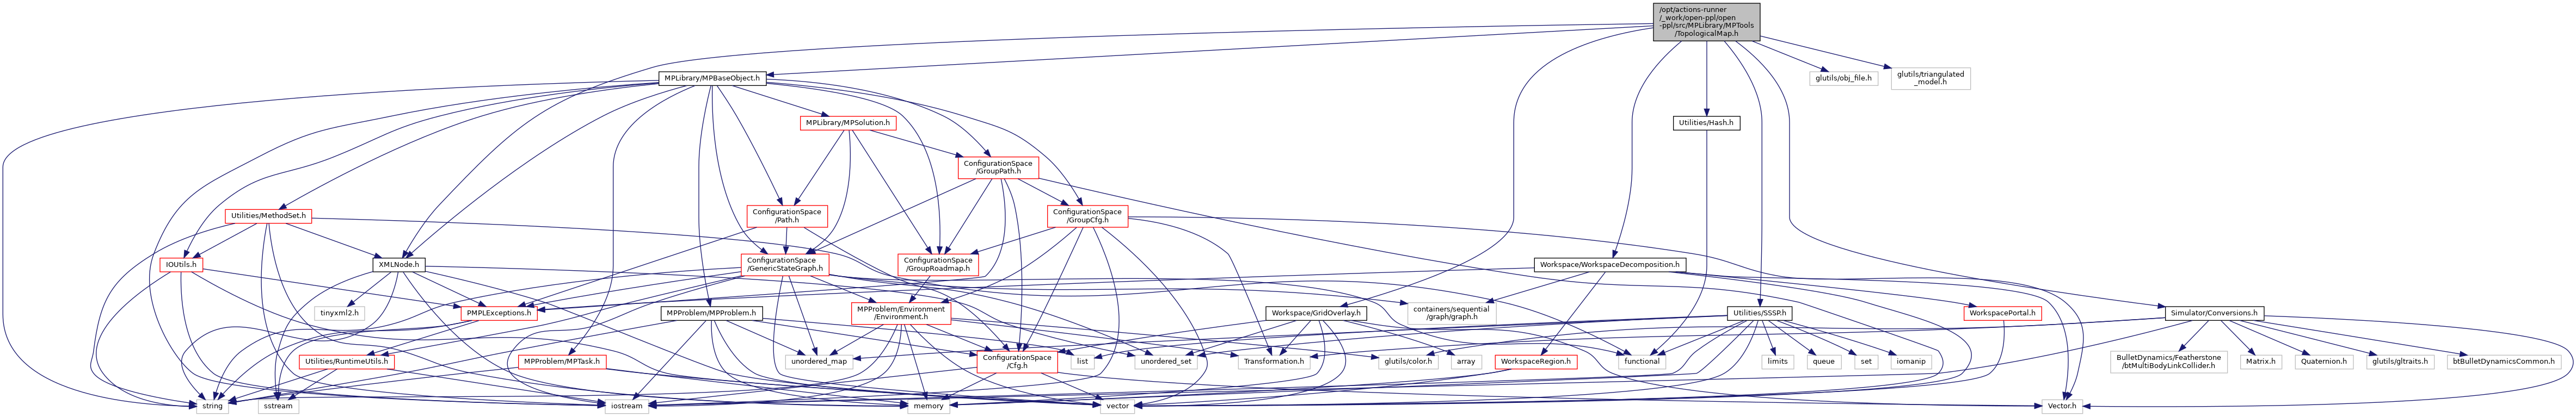 /opt/actions-runner
/_work/open-ppl/open
-ppl/src/MPLibrary/MPTools
/TopologicalMap.h
MPLibrary/MPBaseObject.h
glutils/obj_file.h
glutils/triangulated
_model.h
MPLibrary/MPSolution.h
Utilities/Hash.h
ConfigurationSpace
/GroupPath.h
Utilities/MethodSet.h
ConfigurationSpace
/Path.h
ConfigurationSpace
/GroupCfg.h
IOUtils.h
XMLNode.h
ConfigurationSpace
/GenericStateGraph.h
ConfigurationSpace
/GroupRoadmap.h
Workspace/WorkspaceDecomposition.h
tinyxml2.h
PMPLExceptions.h
MPProblem/MPProblem.h
MPProblem/Environment
/Environment.h
Workspace/GridOverlay.h
containers/sequential
/graph/graph.h
Utilities/SSSP.h
WorkspacePortal.h
Simulator/Conversions.h
Utilities/RuntimeUtils.h
MPProblem/MPTask.h
unordered_map
ConfigurationSpace
/Cfg.h
list
unordered_set
Transformation.h
glutils/color.h
array
WorkspaceRegion.h
functional
limits
queue
set
iomanip
BulletDynamics/Featherstone
/btMultiBodyLinkCollider.h
Matrix.h
Quaternion.h
glutils/gltraits.h
btBulletDynamicsCommon.h
string
sstream
iostream
memory
vector
Vector.h